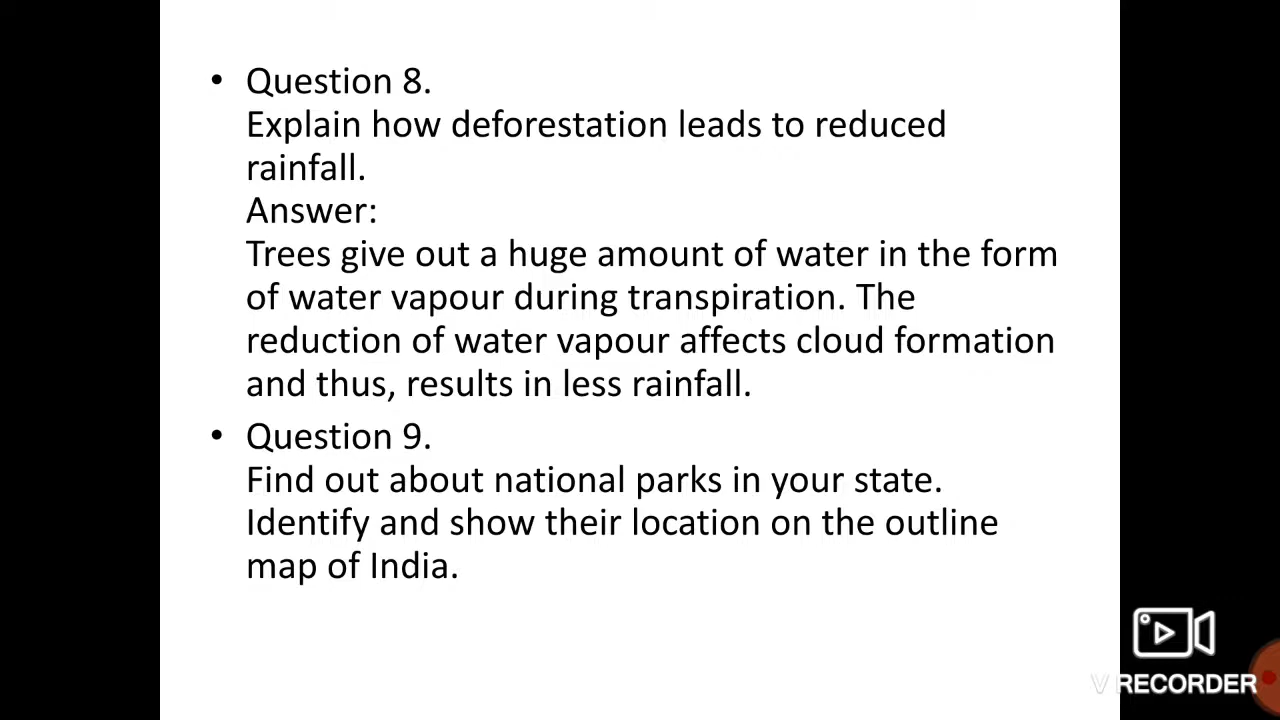 • Question 8.
Explain how deforestation leads to reduced
rainfall.
Answer:
Trees give out a huge amount of water in the form
of water vapour during transpiration. The
reduction of water vapour affects cloud formation
and thus, results in less rainfall.
• Question 9.
Find out about national parks in your state.
Identify and show their location on the outline
map of India.
V RECORDER